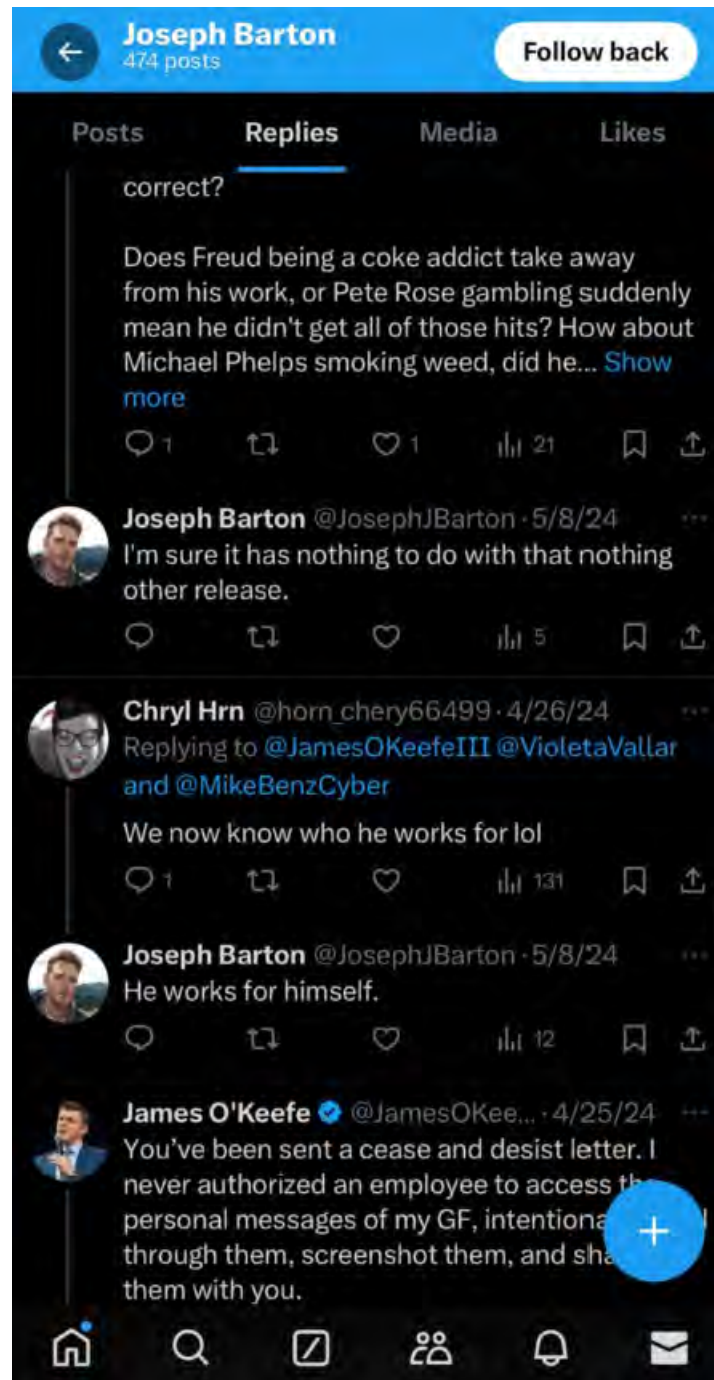 Joseph Barton
474 posts
Follow back
Posts Replies Media Likes
correct?
Does Freud being a coke addict take away
from his work, or Pete Rose gambling suddenly
mean he didn't get all of those hits? How about
Michael Phelps smoking weed, did he... Show
more
1 1 21
Joseph Barton @JosephJBarton · 5/8/24
I'm sure it has nothing to do with that nothing
other release.
5
Chryl Hrn @horn_chery66499 · 4/26/24
Replying to @JamesOKeefeIII @VioletaVallar
and @MikeBenzCyber
We now know who he works for lol
1 131
Joseph Barton @JosephJBarton · 5/8/24
He works for himself.
12
James O'Keefe @JamesOKee... · 4/25/24
You've been sent a cease and desist letter. I
never authorized an employee to access
personal messages of my GF,
through them, screenshot them, and
them with you.